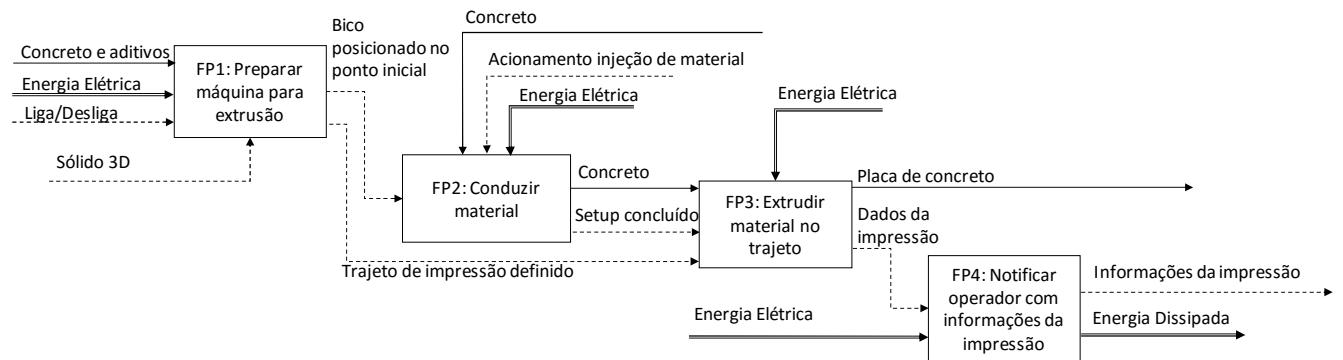 Concreto
Bico
posicionado no
ponto inicial
Concreto e aditivos
Energia Elétrica
Liga/Desliga
FP1: Preparar
máquina para
extrusão
Sólido 3D
Acionamento injeção de material
Energia Elétrica
Energia Elétrica
FP2: Conduzir
material
Concreto
Setup concluído
Trajeto de impressão definido
FP3: Extrudir
material no
trajeto
Placa de concreto
Dados da
impressão
Energia Elétrica
FP4: Notificar
operador com
informações da
impressão
Informações da impressão
Energia Dissipada